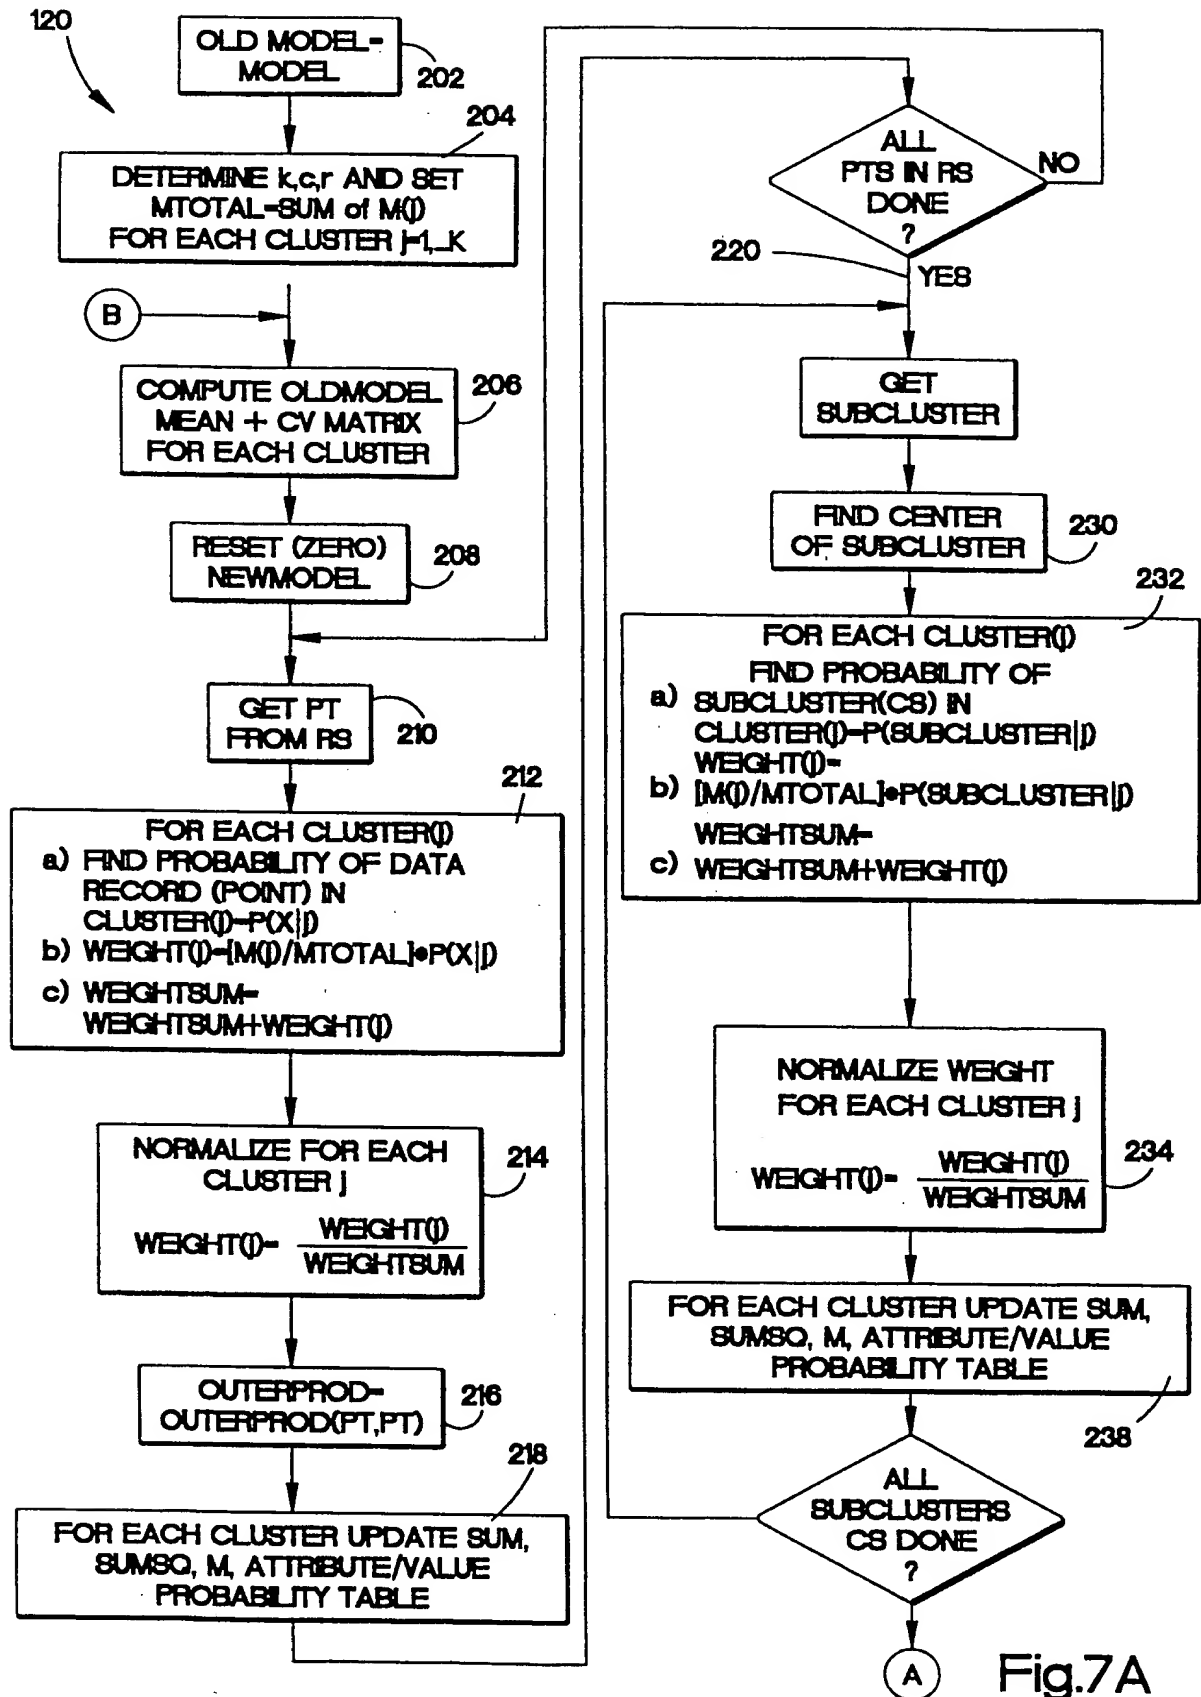 120
OLD MODEL=
MODEL
202
204
DETERMINE k,c,r AND SET
MTOTAL=SUM of M(j)
FOR EACH CLUSTER j=1,..K
B
COMPUTE OLDMODEL
MEAN + CV MATRIX
FOR EACH CLUSTER
206
RESET (ZERO)
NEWMODEL
208
GET PT
FROM RS
210
212
FOR EACH CLUSTER(j)
a) FIND PROBABILITY OF DATA
RECORD (POINT) IN
CLUSTER(j)=P(X|j)
b) WEIGHT(j)=[M(j)/MTOTAL]•P(X|j)
c) WEIGHTSUM=
WEIGHTSUM+WEIGHT(j)
NORMALIZE FOR EACH
CLUSTER j
WEIGHT(j)= WEIGHT(j)
WEIGHTSUM
214
OUTERPROD=
OUTERPROD(PT,PT)
216
218
FOR EACH CLUSTER UPDATE SUM,
SUMSQ, M, ATTRIBUTE/VALUE
PROBABILITY TABLE
ALL
PTS IN RS
DONE
?
NO
220
YES
GET
SUBCLUSTER
FIND CENTER
OF SUBCLUSTER
230
232
FOR EACH CLUSTER(j)
FIND PROBABILITY OF
a) SUBCLUSTER(CS) IN
CLUSTER(j)=P(SUBCLUSTER|j)
WEIGHT(j)=
b) [M(j)/MTOTAL]•P(SUBCLUSTER|j)
WEIGHTSUM=
c) WEIGHTSUM+WEIGHT(j)
NORMALIZE WEIGHT
FOR EACH CLUSTER j
WEIGHT(j)= WEIGHT(j)
WEIGHTSUM
234
FOR EACH CLUSTER UPDATE SUM,
SUMSQ, M, ATTRIBUTE/VALUE
PROBABILITY TABLE
238
ALL
SUBCLUSTERS
CS DONE
?
A
Fig.7A